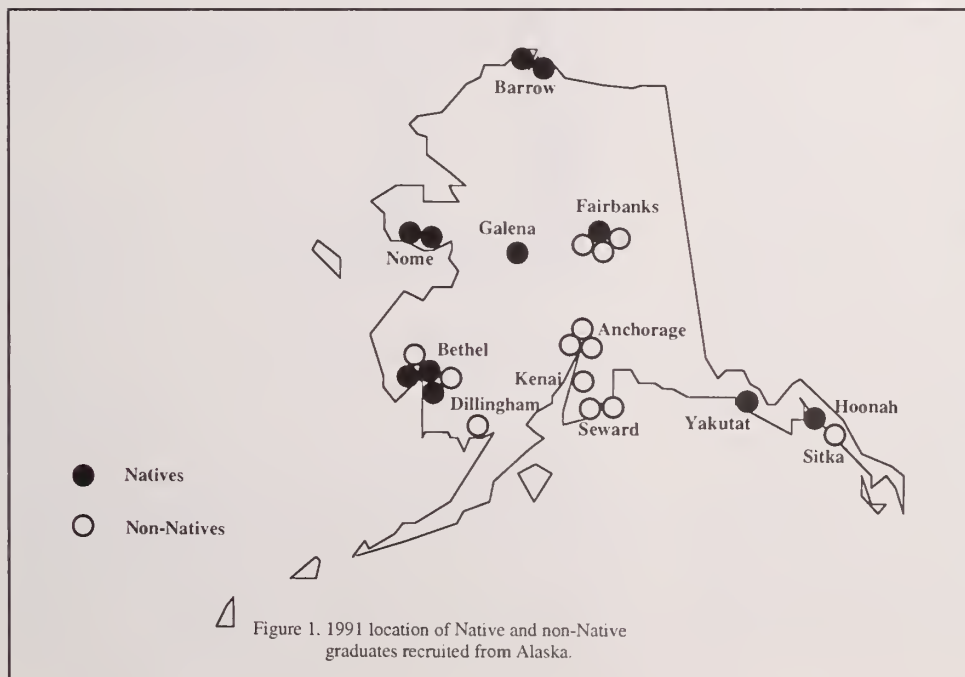 Barrow
Fairbanks
Galena
Nome
Anchorage
Bethel
Kenai
Dillingham
Hoonah
Seward
Yakutat
Sitka
Natives
Non-Natives
Figure 1. 1991 location of Native and non-Native
graduates recruited from Alaska.